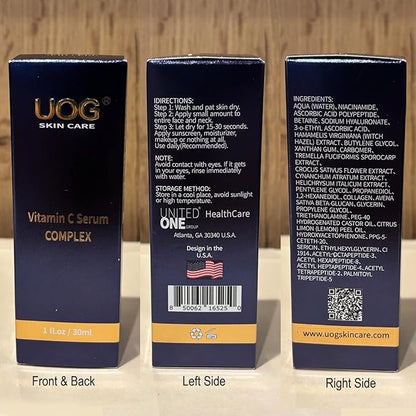 UOG®
SKIN CARE
Vitamin C Serum
COMPLEX
1 fl.oz / 30ml
Front & Back
IDIRECTIONS:
Step 1: Wash and pat skin dry.
Step 2: Apply small amount to
entire face and neck.
Step 3: Let dry for 15-30 seconds.
Apply sunscreen, moisturizer,
makeup or nothing at all.
Use daily(Recommended).
NOTE:
Avoid contact with eyes. If it gets
in your eyes, rinse immediately
with water.
STORAGE METHOD:
Store in a cool place, avoid sunlight
or high temperature.
UNITED HealthCare
ONE GROUP
Atlanta, GA 30340 U.S.A.
Design in the
U.S.A.
8 50062 16525 0
Left Side
INGREDIENTS:
AQUA (WATER), NIACINAMIDE,
ASCORBIC ACID POLYPEPTIDE,
BETAINE, SODIUM HYALURONATE,
3-o-ETHYL ASCORBIC ACID,
HAMAMELIS VIRGINIANA (WITCH
HAZEL) EXTRACT, BUTYLENE GLYCOL,
XANTHAN GUM, CARBOMER,
TREMELLA FUCIFORMIS SPOROCARP
EXTRACT,
CROCUS SATIVUS FLOWER EXTRACT,
CYNANCHUM ATRATUM EXTRACT,
HELICHRYSUM ITALICUM EXTRACT,
PENTYLENE GLYCOL, PROPANEDIOL,
1,2-HEXANEDIOL, COLLAGEN, AVENA
SATINA BETA-GLUCAN, GLYCERIN,
PROPYLENE GLYCOL,
TRIETHANOLAMINE, PEG-40
HYDROGENATED CASTOR OIL, CITRUS
LIMON (LEMON) PEEL OIL,
HYDROXYACETOPHENONE, PPG-5-
CETETH-20.
SERICIN, ETHYLHEXYLGLYCERIN, CI
1914, ACETYL-OCTAPEPTIDE-3,
ACETYL HEXAPEPTIDE-8,
ACETYL HEPTAPEPTIDE-4, ACETYL
TETRAPEPTIDE-2, PALMITOYL
TRIPEPTIDE-5
www.uogskincare.com
Right Side